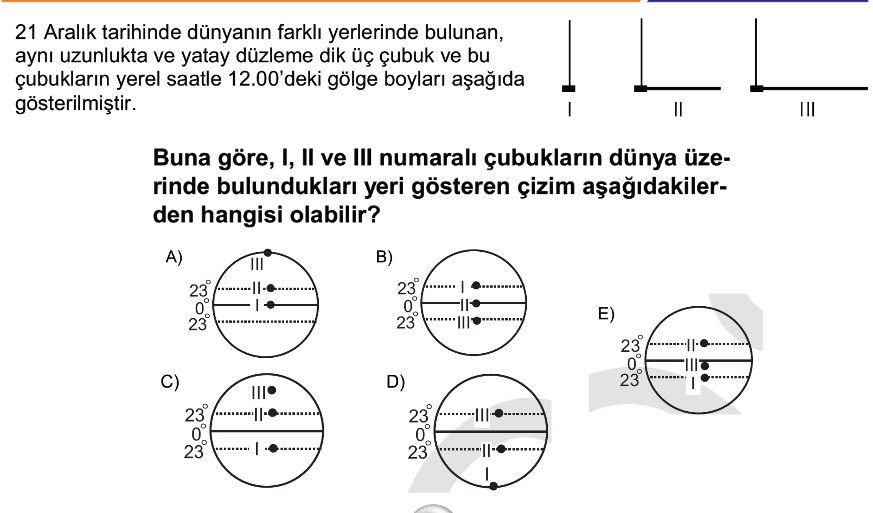 21 Aralık tarihinde dünyanın farklı yerlerinde bulunan,
aynı uzunlukta ve yatay düzleme dik üç çubuk ve bu
çubukların yerel saatle 12.00'deki gölge boyları aşağıda
gösterilmiştir.
I II III
Buna göre, I, II ve III numaralı çubukların dünya üze-
rinde bulundukları yeri gösteren çizim aşağıdakiler-
den hangisi olabilir?
A)
III
23° II
0° I
23°
B)
23° I
0° II
23° III
C)
III
23° II
0°
23° I
D)
23° III
0°
23° II
I
E)
23° II
0° III
23° I